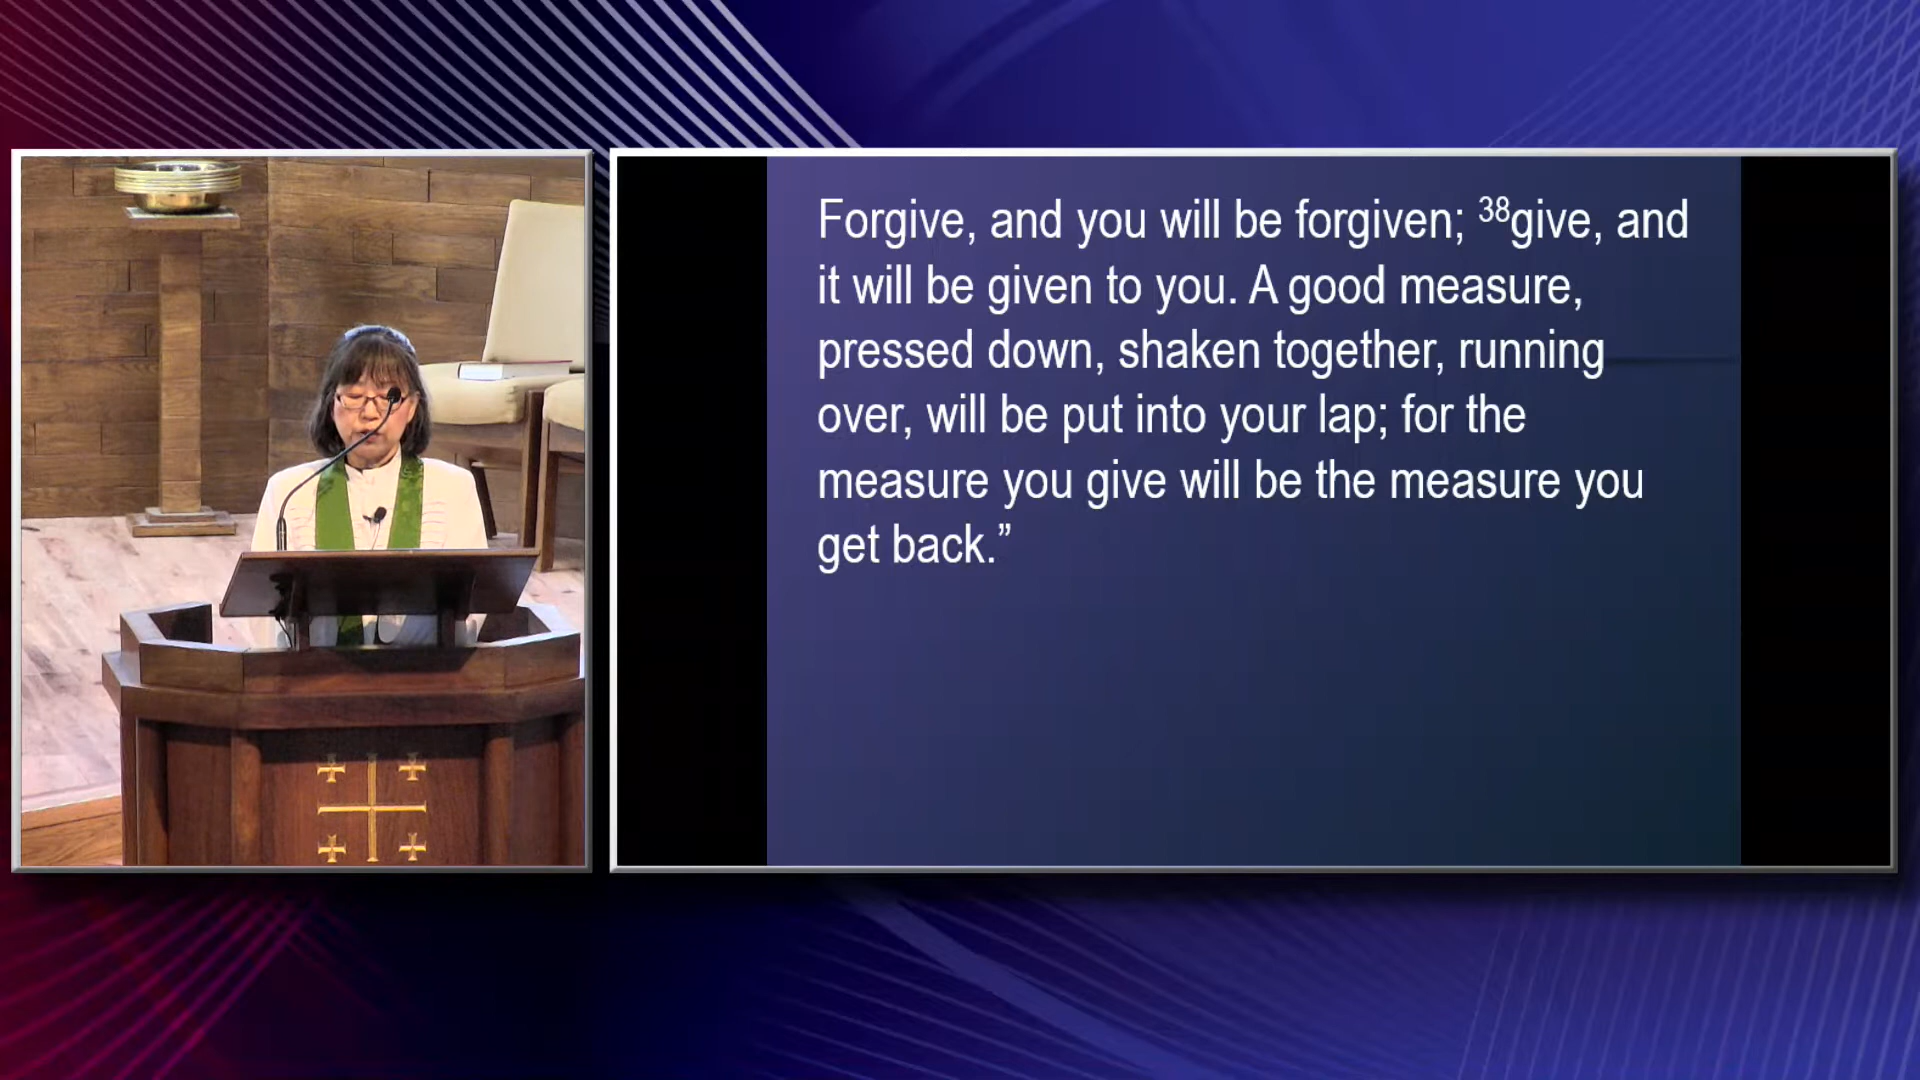 Forgive, and you will be forgiven; ³⁸give, and
it will be given to you. A good measure,
pressed down, shaken together, running
over, will be put into your lap; for the
measure you give will be the measure you
get back.”